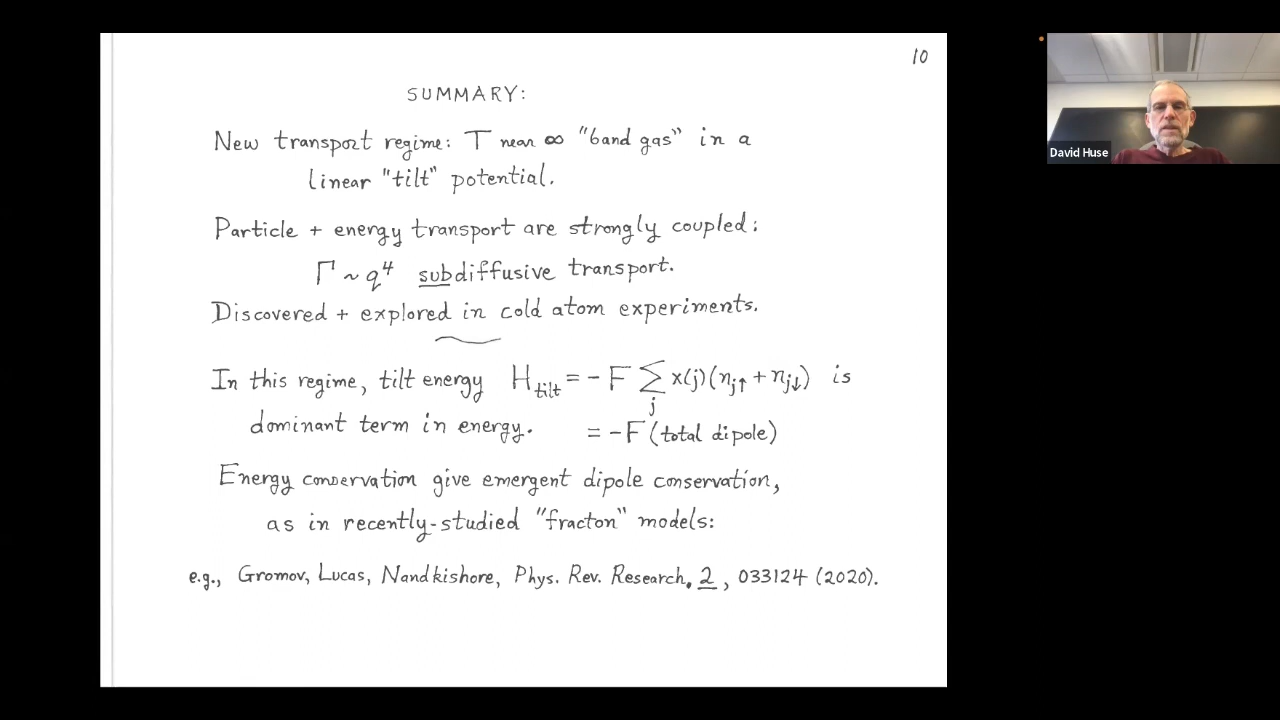 10
SUMMARY:
New transport regime: T near ∞ "band gas" in a
linear "tilt" potential.
Particle + energy transport are strongly coupled:
Γ ~ q⁴ subdiffusive transport.
Discovered + explored in cold atom experiments.
In this regime, tilt energy H_tilt = - F ∑_j x(j)(n_j↑ + n_j↓) is
dominant term in energy. = -F (total dipole)
Energy conservation give emergent dipole conservation,
as in recently-studied "fracton" models:
e.g., Gromov, Lucas, Nandkishore, Phys. Rev. Research, 2, 033124 (2020).
David Huse